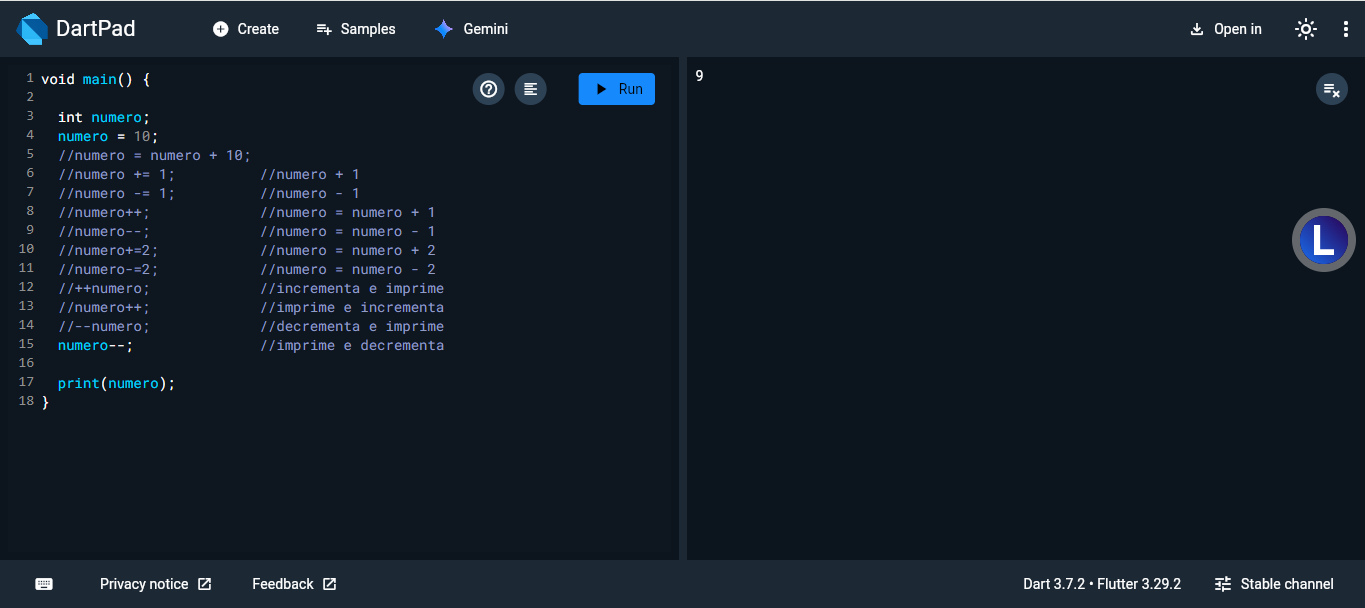 DartPad
Create
Samples
Gemini
Open in
1 void main() {
2
3   int numero;
4   numero = 10;
5   //numero = numero + 10;
6   //numero += 1;          //numero + 1
7   //numero -= 1;          //numero - 1
8   //numero++;             //numero = numero + 1
9   //numero--;             //numero = numero - 1
10   //numero+=2;            //numero = numero + 2
11   //numero-=2;            //numero = numero - 2
12   //++numero;             //incrementa e imprime
13   //numero++;             //imprime e incrementa
14   //--numero;             //decrementa e imprime
15   numero--;               //imprime e decrementa
16
17   print(numero);
18 }
Run
9
L
Privacy notice
Feedback
Dart 3.7.2 • Flutter 3.29.2
Stable channel